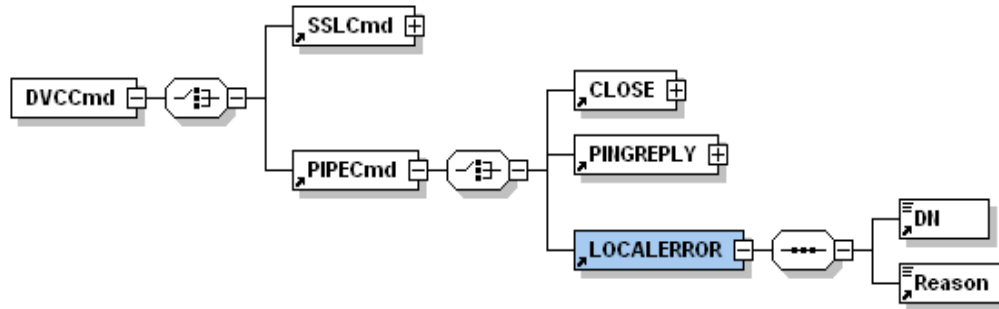 SSLCmd
DVCCmd
CLOSE
PINGREPLY
PIPECmd
LOCALERROR
DN
Reason